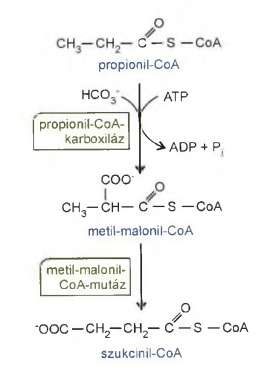 O
CH₃—CH₂—C—S—CoA
propionil-CoA
HCO₃⁻ ATP
propionil-CoA-
karboxiláz
ADP + Pᵢ
COO⁻
O
CH₃—CH—C—S—CoA
metil-malonil-CoA
metil-malonil-
CoA-mutáz
O
⁻OOC—CH₂—CH₂—C—S—CoA
szukcinil-CoA